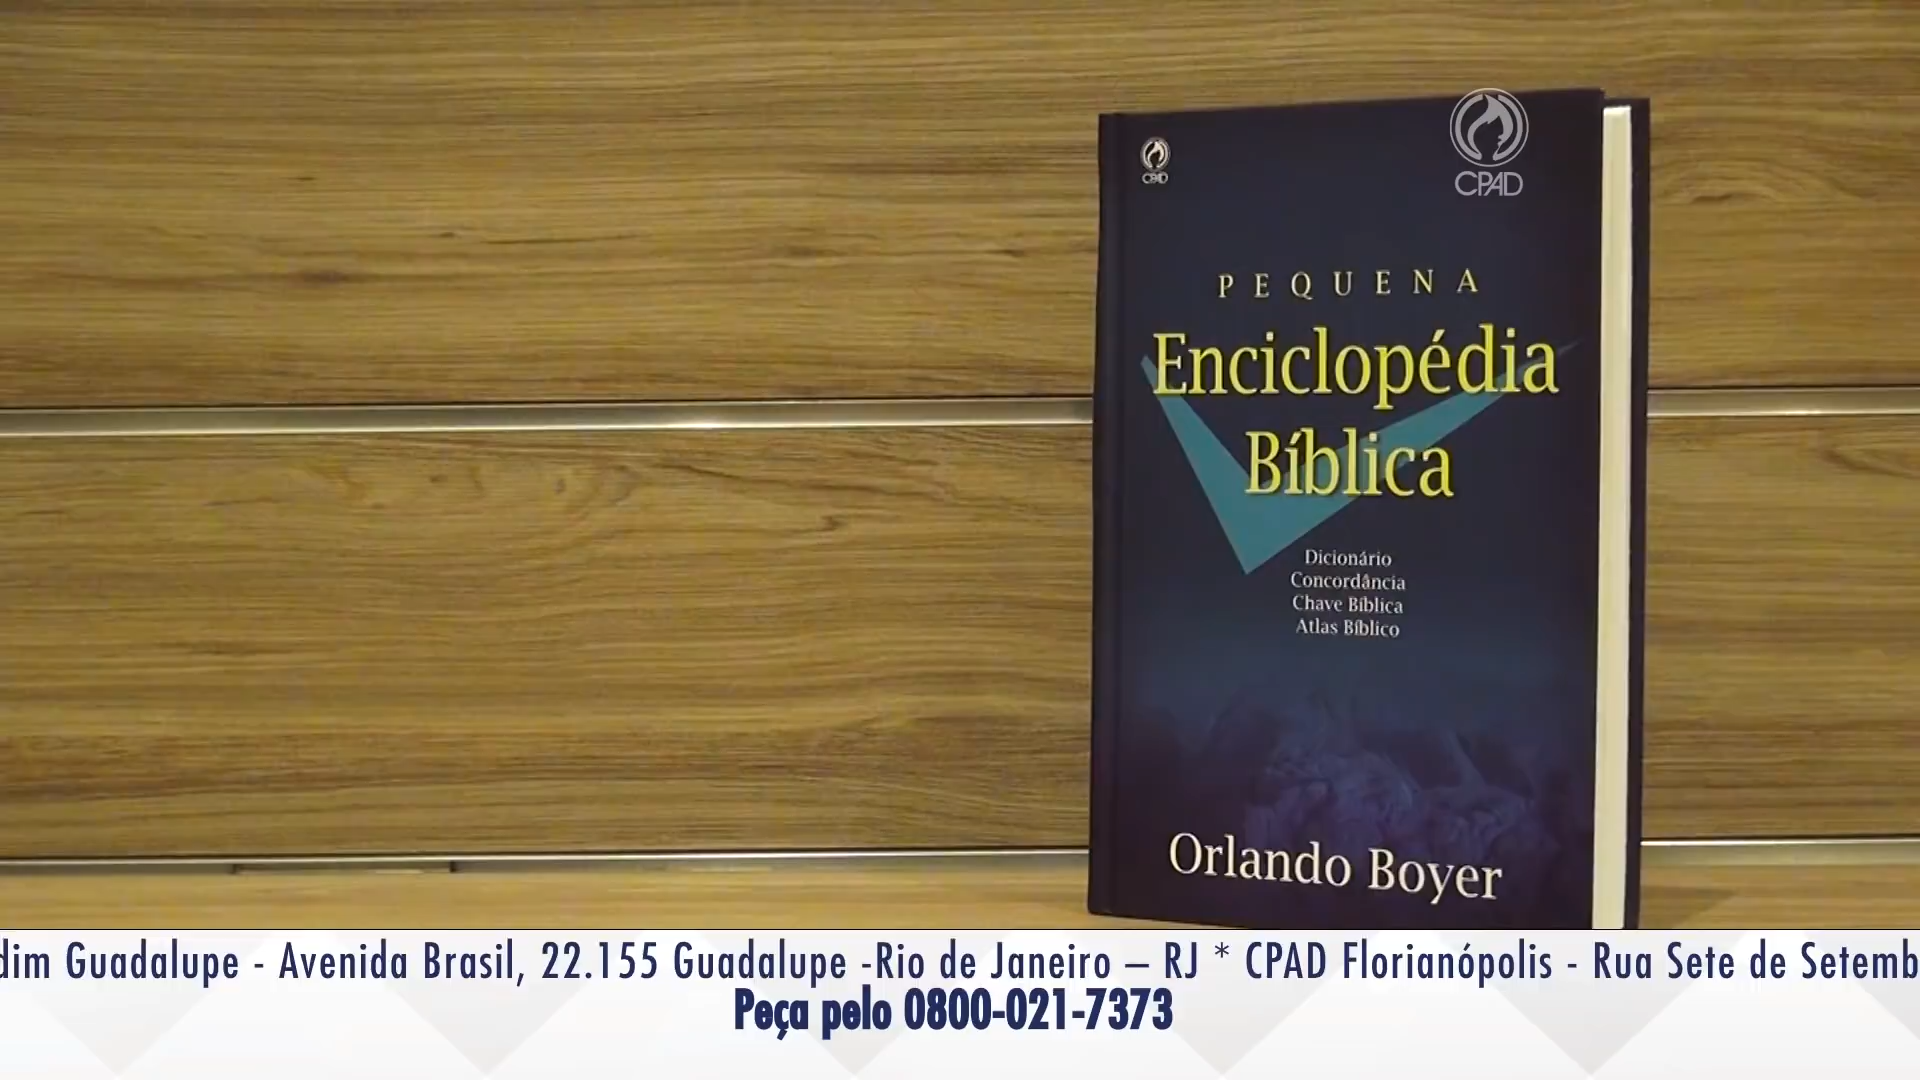 CPAD
CPAD
PEQUENA
Enciclopédia
Bíblica
Dicionário
Concordância
Chave Bíblica
Atlas Bíblico
Orlando Boyer
dim Guadalupe - Avenida Brasil, 22.155 Guadalupe -Rio de Janeiro – RJ * CPAD Florianópolis - Rua Sete de Setemb
Peça pelo 0800-021-7373